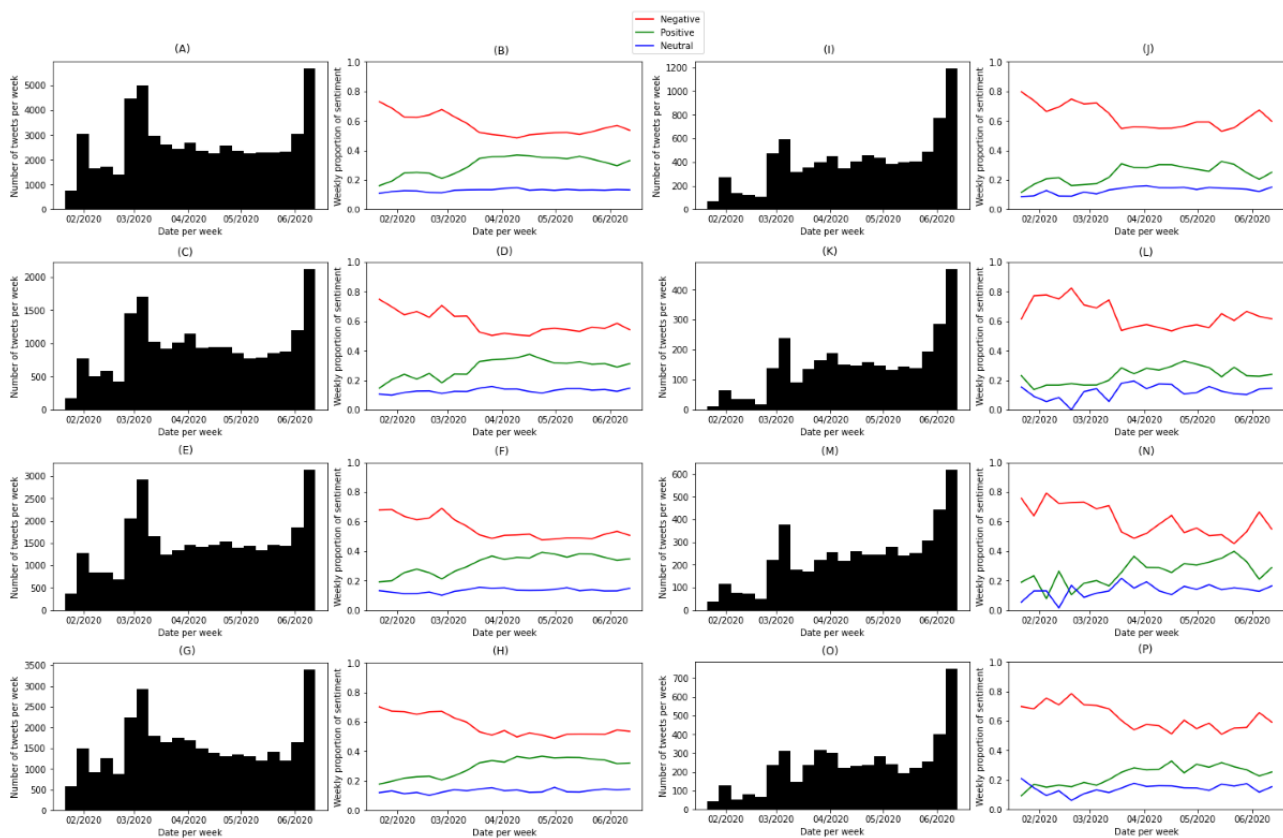 Negative
Positive
Neutral
(A)
Number of tweets per week
5000
4000
3000
2000
1000
0
02/2020 03/2020 04/2020 05/2020 06/2020
Date per week
(B)
Weekly proportion of sentiment
1.0
0.8
0.6
0.4
0.2
0.0
02/2020 03/2020 04/2020 05/2020 06/2020
Date per week
(I)
Number of tweets per week
1200
1000
800
600
400
200
0
02/2020 03/2020 04/2020 05/2020 06/2020
Date per week
(J)
Weekly proportion of sentiment
1.0
0.8
0.6
0.4
0.2
0.0
02/2020 03/2020 04/2020 05/2020 06/2020
Date per week
(C)
Number of tweets per week
2000
1500
1000
500
0
02/2020 03/2020 04/2020 05/2020 06/2020
Date per week
(D)
Weekly proportion of sentiment
1.0
0.8
0.6
0.4
0.2
0.0
02/2020 03/2020 04/2020 05/2020 06/2020
Date per week
(K)
Number of tweets per week
400
300
200
100
0
02/2020 03/2020 04/2020 05/2020 06/2020
Date per week
(L)
Weekly proportion of sentiment
1.0
0.8
0.6
0.4
0.2
0.0
02/2020 03/2020 04/2020 05/2020 06/2020
Date per week
(E)
Number of tweets per week
3000
2500
2000
1500
1000
500
0
02/2020 03/2020 04/2020 05/2020 06/2020
Date per week
(F)
Weekly proportion of sentiment
1.0
0.8
0.6
0.4
0.2
0.0
02/2020 03/2020 04/2020 05/2020 06/2020
Date per week
(M)
Number of tweets per week
600
500
400
300
200
100
0
02/2020 03/2020 04/2020 05/2020 06/2020
Date per week
(N)
Weekly proportion of sentiment
1.0
0.8
0.6
0.4
0.2
0.0
02/2020 03/2020 04/2020 05/2020 06/2020
Date per week
(G)
Number of tweets per week
3500
3000
2500
2000
1500
1000
500
0
02/2020 03/2020 04/2020 05/2020 06/2020
Date per week
(H)
Weekly proportion of sentiment
1.0
0.8
0.6
0.4
0.2
0.0
02/2020 03/2020 04/2020 05/2020 06/2020
Date per week
(O)
Number of tweets per week
700
600
500
400
300
200
100
0
02/2020 03/2020 04/2020 05/2020 06/2020
Date per week
(P)
Weekly proportion of sentiment
1.0
0.8
0.6
0.4
0.2
0.0
02/2020 03/2020 04/2020 05/2020 06/2020
Date per week